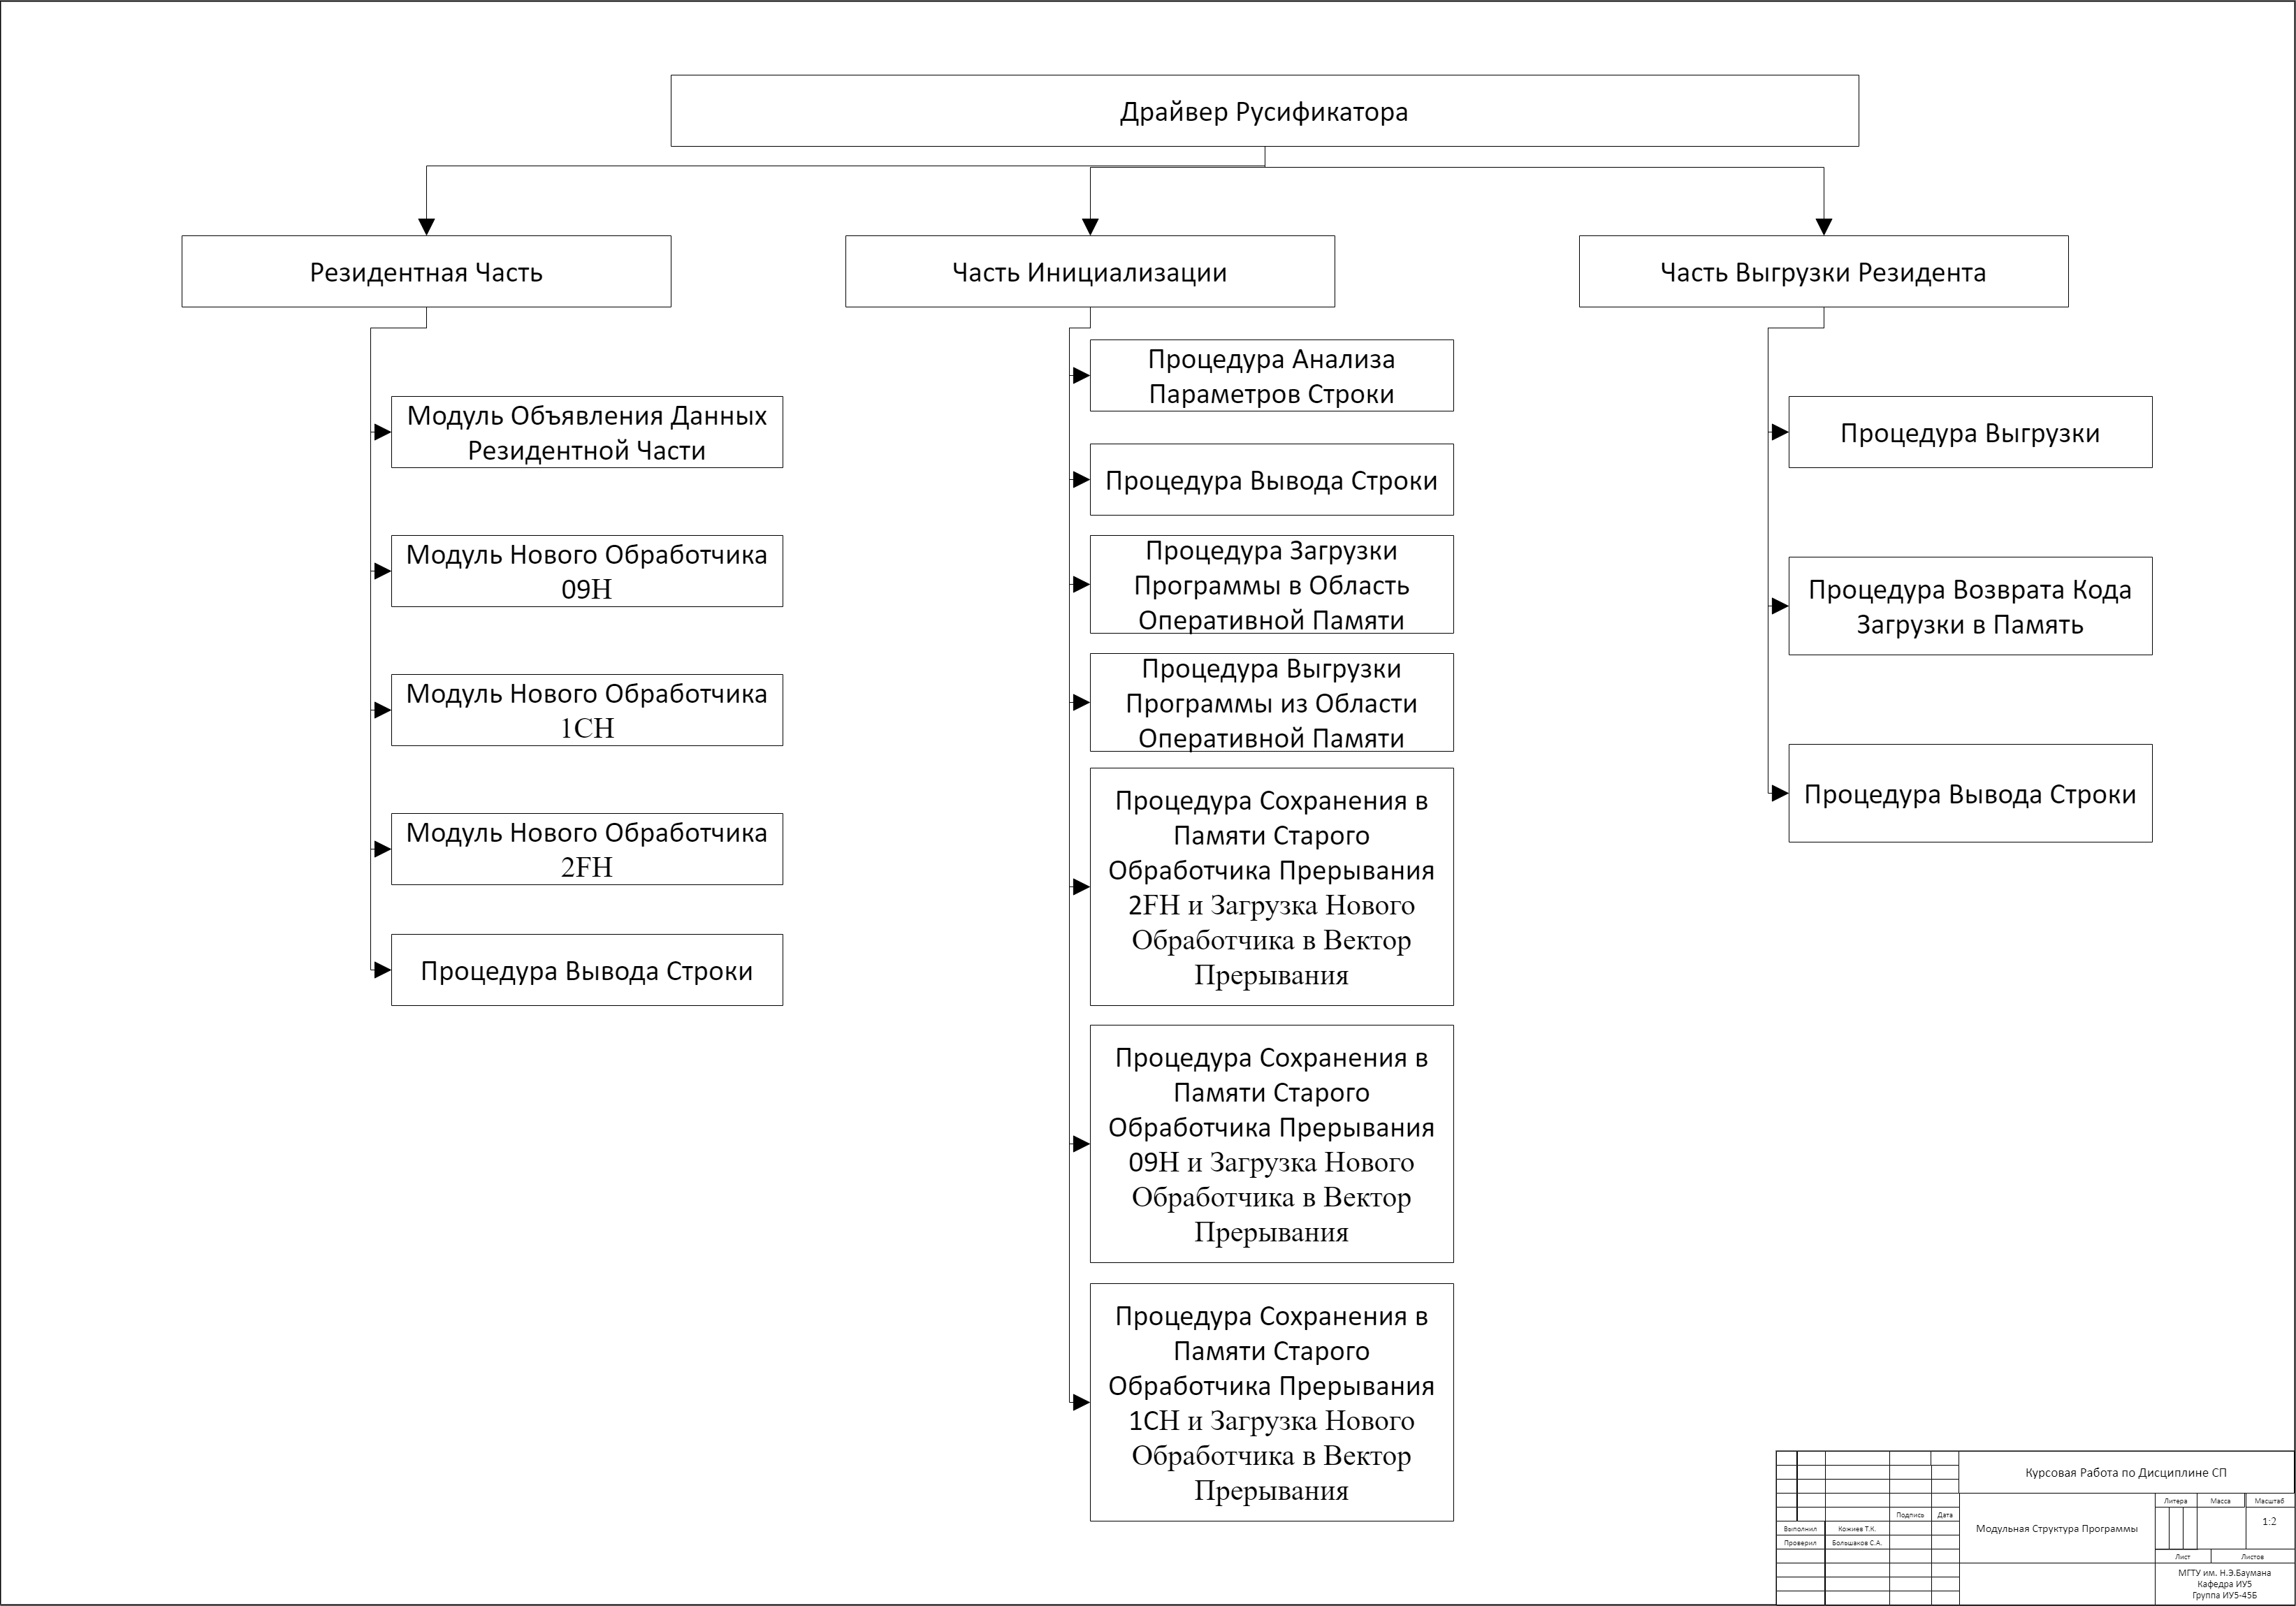 Драйвер Русификатора
Резидентная Часть
Часть Инициализации
Часть Выгрузки Резидента
Модуль Объявления Данных
Резидентной Части
Модуль Нового Обработчика
09H
Модуль Нового Обработчика
1CH
Модуль Нового Обработчика
2FH
Процедура Вывода Строки
Процедура Анализа
Параметров Строки
Процедура Вывода Строки
Процедура Загрузки
Программы в Область
Оперативной Памяти
Процедура Выгрузки
Программы из Области
Оперативной Памяти
Процедура Сохранения в
Памяти Старого
Обработчика Прерывания
2FH и Загрузка Нового
Обработчика в Вектор
Прерывания
Процедура Сохранения в
Памяти Старого
Обработчика Прерывания
09H и Загрузка Нового
Обработчика в Вектор
Прерывания
Процедура Сохранения в
Памяти Старого
Обработчика Прерывания
1CH и Загрузка Нового
Обработчика в Вектор
Прерывания
Процедура Выгрузки
Процедура Возврата Кода
Загрузки в Память
Процедура Вывода Строки
Курсовая Работа по Дисциплине СП
Литера Масса Масштаб
Подпись Дата
Модульная Структура Программы
1:2
Выполнил Кожиев Т.К.
Проверил Большаков С.А.
Лист Листов
МГТУ им. Н.Э.Баумана
Кафедра ИУ5
Группа ИУ5-45Б